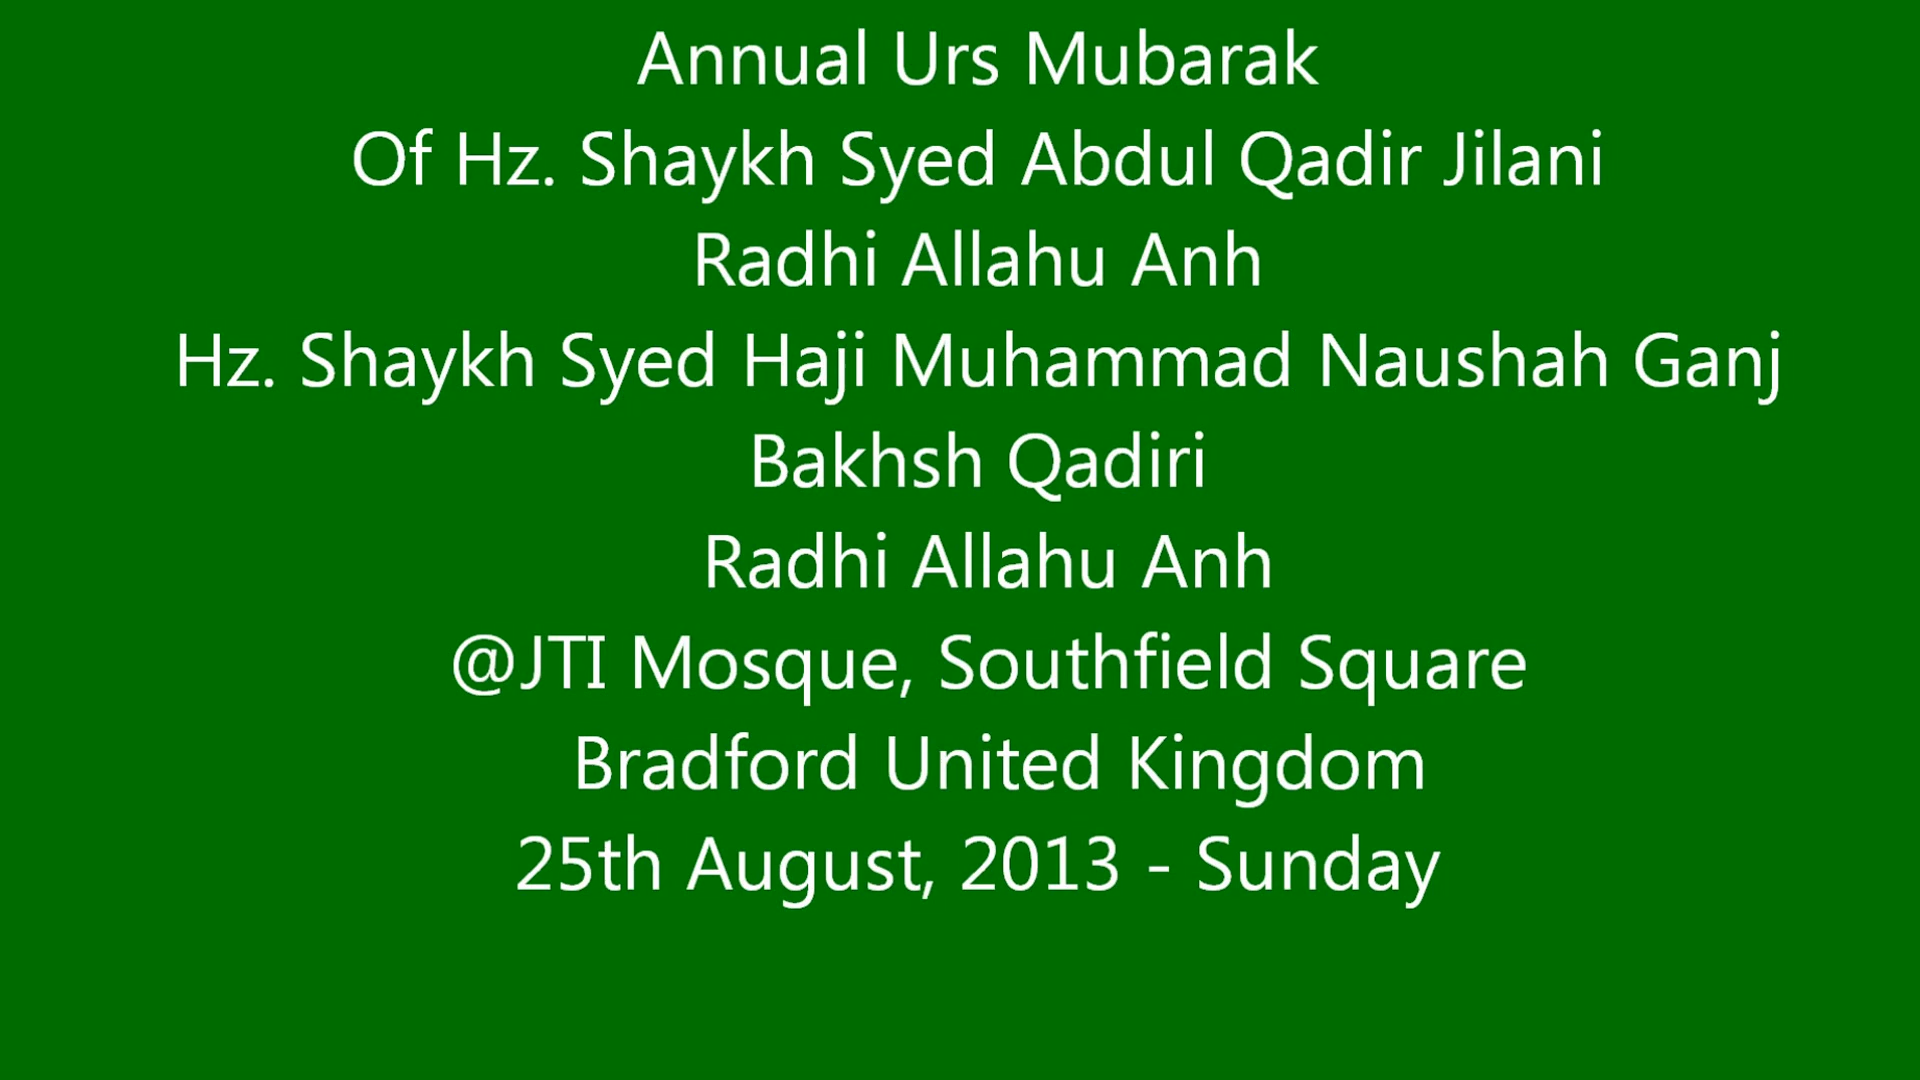 Annual Urs Mubarak
Of Hz. Shaykh Syed Abdul Qadir Jilani
Radhi Allahu Anh
Hz. Shaykh Syed Haji Muhammad Naushah Ganj
Bakhsh Qadiri
Radhi Allahu Anh
@JTI Mosque, Southfield Square
Bradford United Kingdom
25th August, 2013 - Sunday